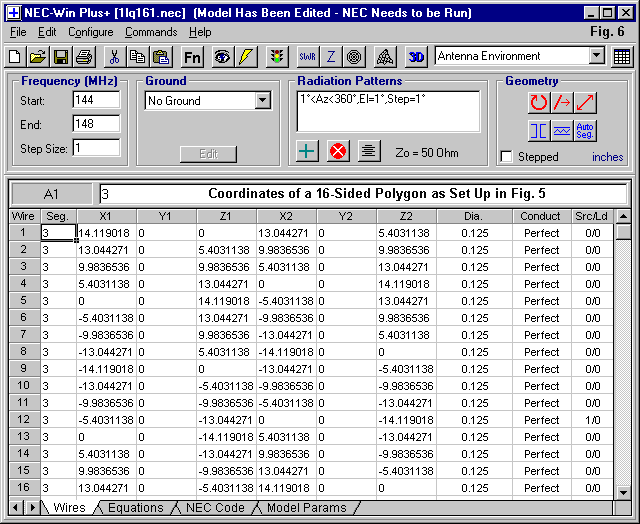 NEC-Win Plus+ [1lq161.nec] (Model Has Been Edited - NEC Needs to be Run)
File Edit Configure Commands Help Fig. 6
Fn SWR Z 3D Antenna Environment
Frequency (MHz) Ground Radiation Patterns Geometry
Start: 144 No Ground 1°<Az<360°,El=1°,Step=1°
End: 148
Step Size: 1 Edit Zo = 50 Ohm Auto Seg.
Stepped inches
A1 3 Coordinates of a 16-Sided Polygon as Set Up in Fig. 5
Wire Seg. X1 Y1 Z1 X2 Y2 Z2 Dia. Conduct Src/Ld
1 3 14.119018 0 0 13.044271 0 5.4031138 0.125 Perfect 0/0
2 3 13.044271 0 5.4031138 9.9836536 0 9.9836536 0.125 Perfect 0/0
3 3 9.9836536 0 9.9836536 5.4031138 0 13.044271 0.125 Perfect 0/0
4 3 5.4031138 0 13.044271 0 0 14.119018 0.125 Perfect 0/0
5 3 0 0 14.119018 -5.4031138 0 13.044271 0.125 Perfect 0/0
6 3 -5.4031138 0 13.044271 -9.9836536 0 9.9836536 0.125 Perfect 0/0
7 3 -9.9836536 0 9.9836536 -13.044271 0 5.4031138 0.125 Perfect 0/0
8 3 -13.044271 0 5.4031138 -14.119018 0 0 0.125 Perfect 0/0
9 3 -14.119018 0 0 -13.044271 0 -5.4031138 0.125 Perfect 0/0
10 3 -13.044271 0 -5.4031138 -9.9836536 0 -9.9836536 0.125 Perfect 0/0
11 3 -9.9836536 0 -9.9836536 -5.4031138 0 -13.044271 0.125 Perfect 0/0
12 3 -5.4031138 0 -13.044271 0 0 -14.119018 0.125 Perfect 1/0
13 3 0 0 -14.119018 5.4031138 0 -13.044271 0.125 Perfect 0/0
14 3 5.4031138 0 -13.044271 9.9836536 0 -9.9836536 0.125 Perfect 0/0
15 3 9.9836536 0 -9.9836536 13.044271 0 -5.4031138 0.125 Perfect 0/0
16 3 13.044271 0 -5.4031138 14.119018 0 0 0.125 Perfect 0/0
Wires Equations NEC Code Model Params